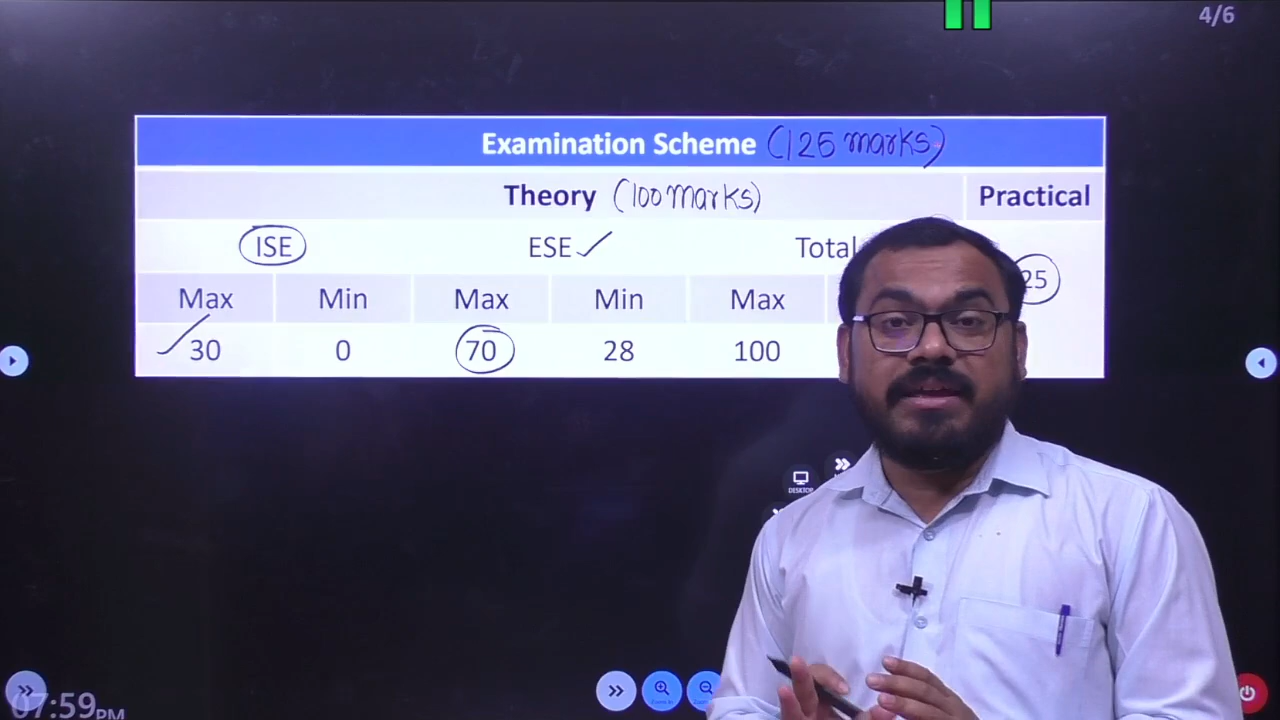 4/6
Examination Scheme (125 marks)
Theory (100 marks) Practical
ISE ESE Total
25
Max Min Max Min Max
30 0 70 28 100
DESKTOP
07:59PM